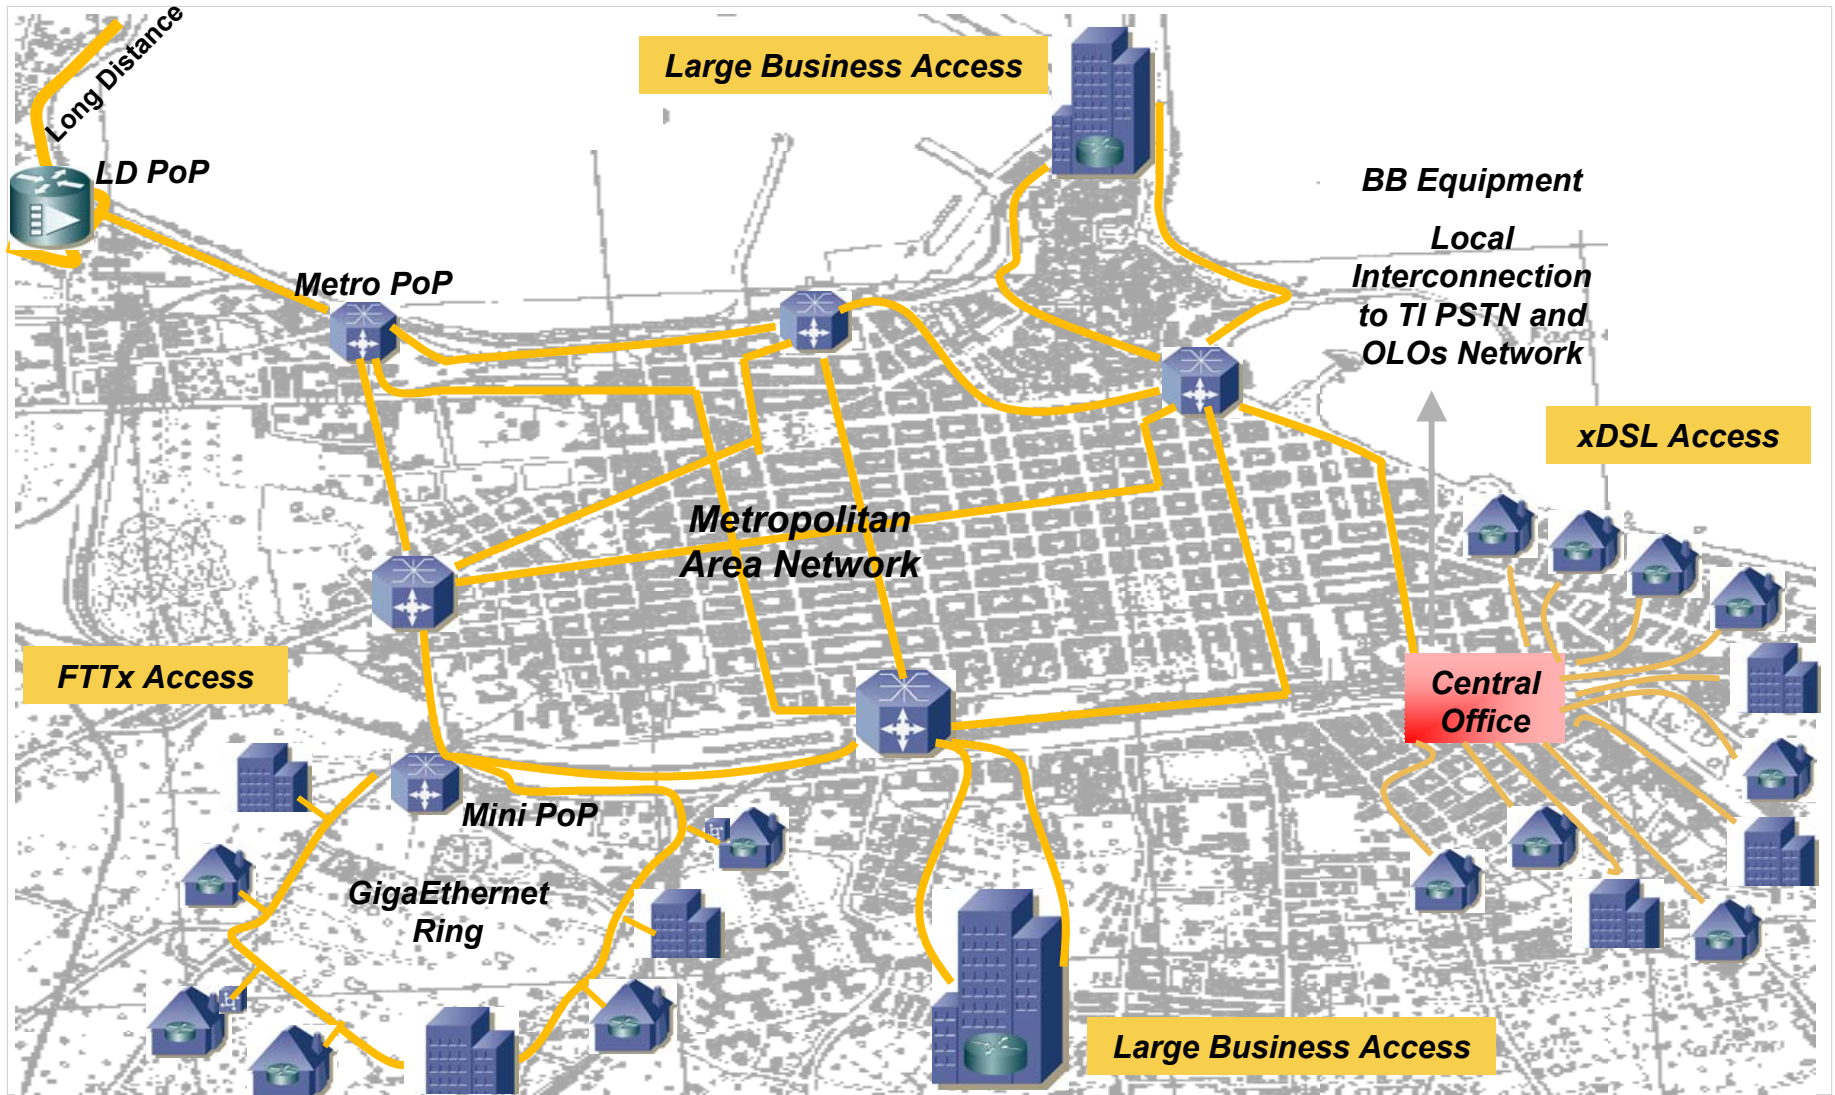 Long Distance
Large Business Access
LD PoP
BB Equipment
Local
Interconnection
to TI PSTN and
OLOs Network
Metro PoP
xDSL Access
Metropolitan
Area Network
FTTx Access
Central
Office
Mini PoP
GigaEthernet
Ring
Large Business Access